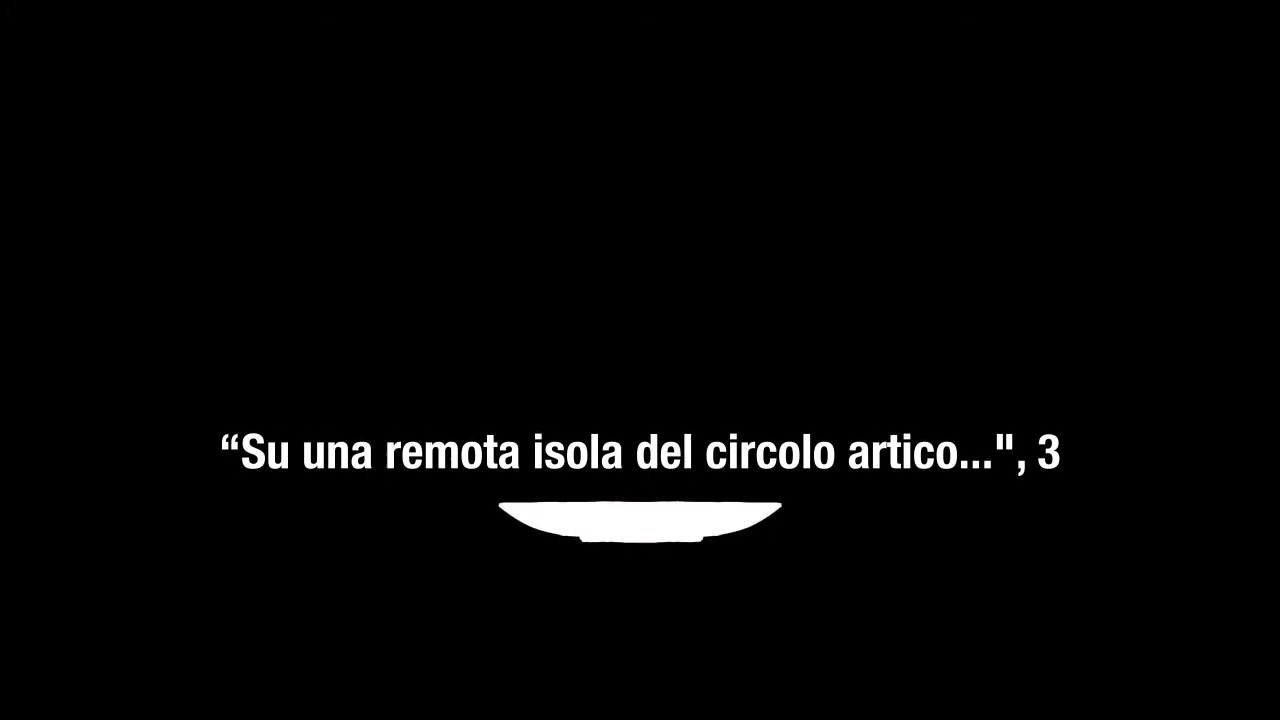 “Su una remota isola del circolo artico...", 3